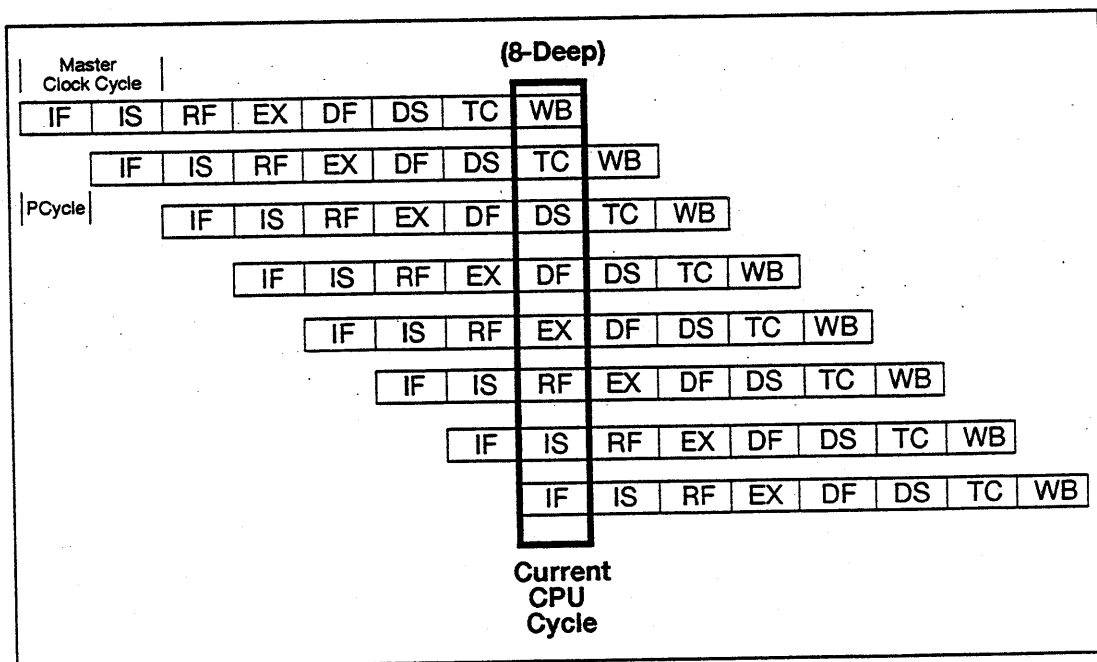 (8-Deep)
Master
Clock Cycle
IF IS RF EX DF DS TC WB
IF IS RF EX DF DS TC WB
PCycle
IF IS RF EX DF DS TC WB
IF IS RF EX DF DS TC WB
IF IS RF EX DF DS TC WB
IF IS RF EX DF DS TC WB
IF IS RF EX DF DS TC WB
IF IS RF EX DF DS TC WB
Current
CPU
Cycle